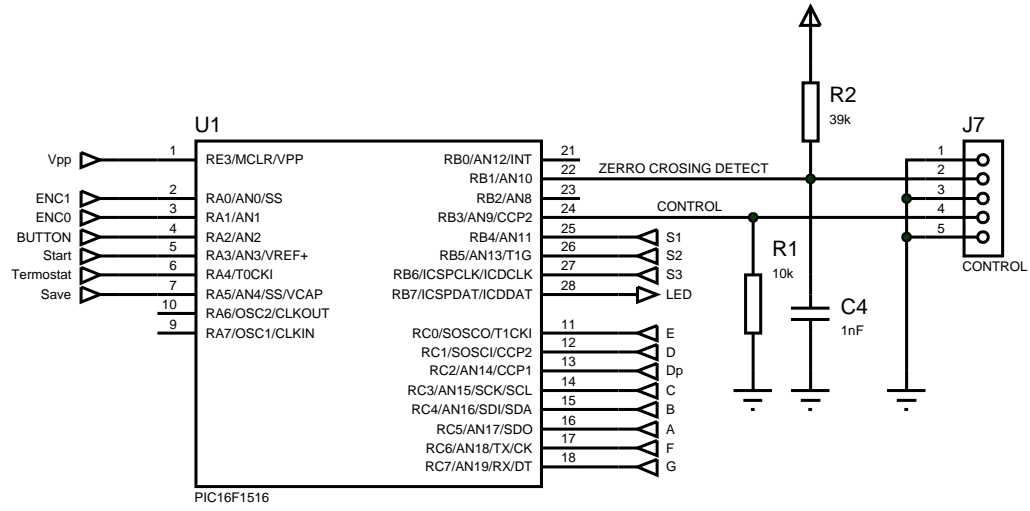 U1
R2
39k
J7
Vpp 1 RE3/MCLR/VPP RB0/AN12/INT 21 1
RB1/AN10 22 ZERRO CROSING DETECT 2
ENC1 2 RA0/AN0/SS RB2/AN8 23 3
ENC0 3 RA1/AN1 RB3/AN9/CCP2 24 CONTROL 4
BUTTON 4 RA2/AN2 RB4/AN11 25 S1 5
Start 5 RA3/AN3/VREF+ RB5/AN13/T1G 26 S2
R1
CONTROL
Termostat 6 RA4/T0CKI RB6/ICSPCLK/ICDCLK 27 S3
10k
Save 7 RA5/AN4/SS/VCAP RB7/ICSPDAT/ICDDAT 28 LED
10 RA6/OSC2/CLKOUT
C4
9 RA7/OSC1/CLKIN RC0/SOSCO/T1CKI 11 E
1nF
RC1/SOSCI/CCP2 12 D
RC2/AN14/CCP1 13 Dp
RC3/AN15/SCK/SCL 14 C
RC4/AN16/SDI/SDA 15 B
RC5/AN17/SDO 16 A
RC6/AN18/TX/CK 17 F
RC7/AN19/RX/DT 18 G
PIC16F1516